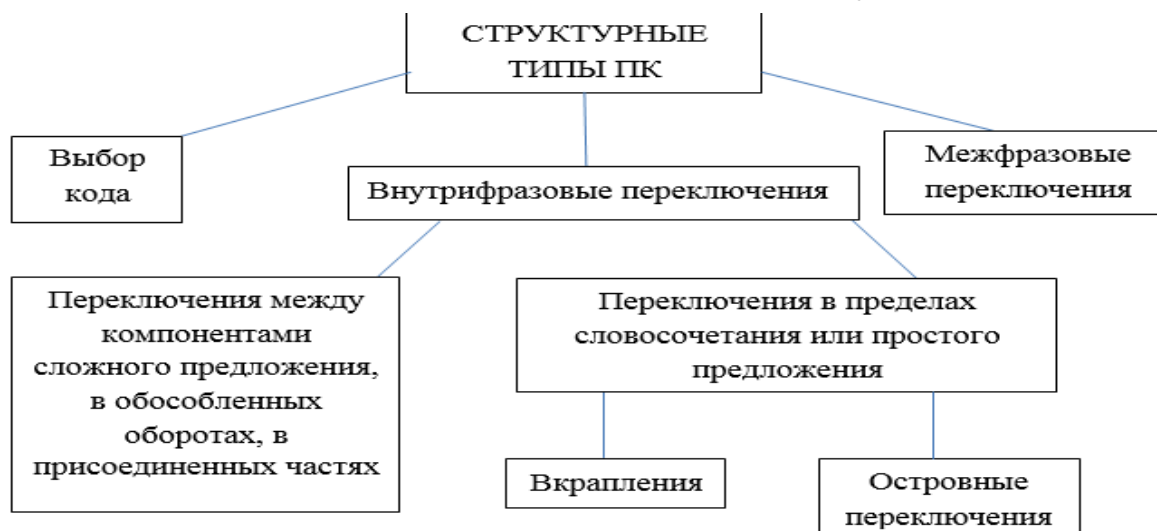 СТРУКТУРНЫЕ
ТИПЫ ПК
Выбор
кода
Внутрифразовые переключения
Межфразовые
переключения
Переключения между
компонентами
сложного предложения,
в обособленных
оборотах, в
присоединенных частях
Переключения в пределах
словосочетания или простого
предложения
Вкрапления
Островные
переключения